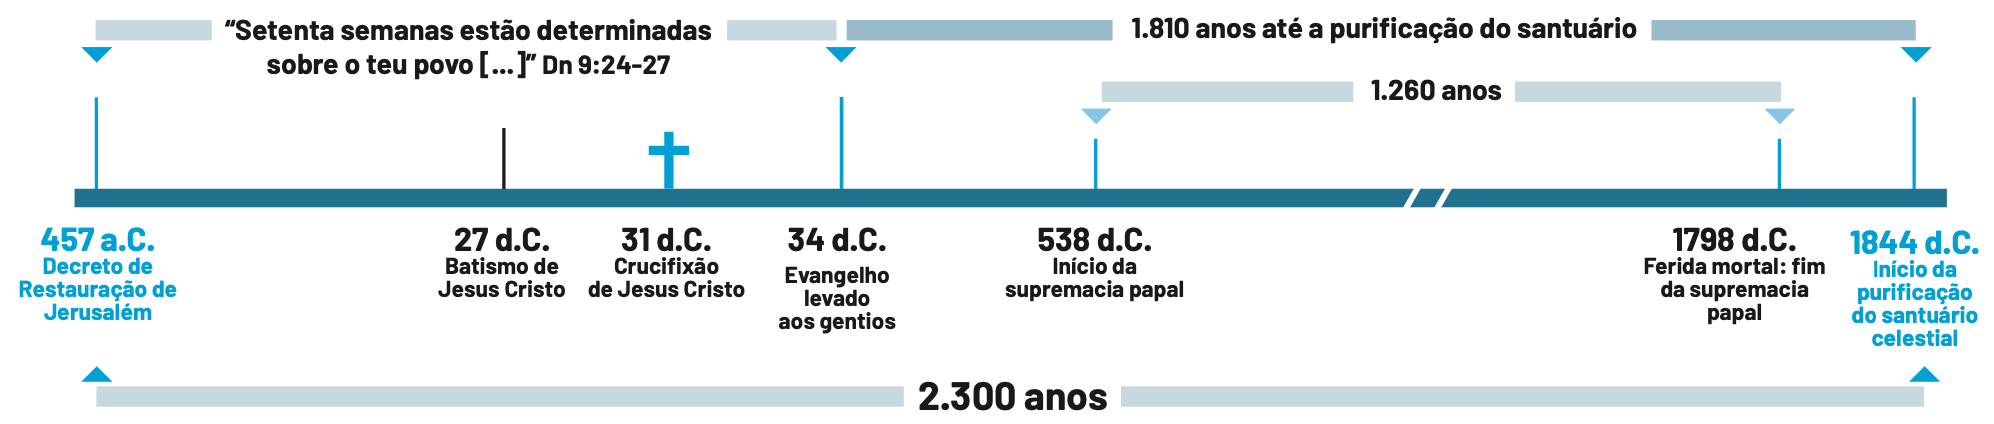 “Setenta semanas estão determinadas
sobre o teu povo [...]” Dn 9:24-27
1.810 anos até a purificação do santuário
1.260 anos
457 a.C.
Decreto de
Restauração de
Jerusalém
27 d.C.
Batismo de
Jesus Cristo
31 d.C.
Crucifixão
de Jesus Cristo
34 d.C.
Evangelho
levado
aos gentios
538 d.C.
Início da
supremacia papal
1798 d.C.
Ferida mortal: fim
da supremacia
papal
1844 d.C.
Início da
purificação
do santuário
celestial
2.300 anos